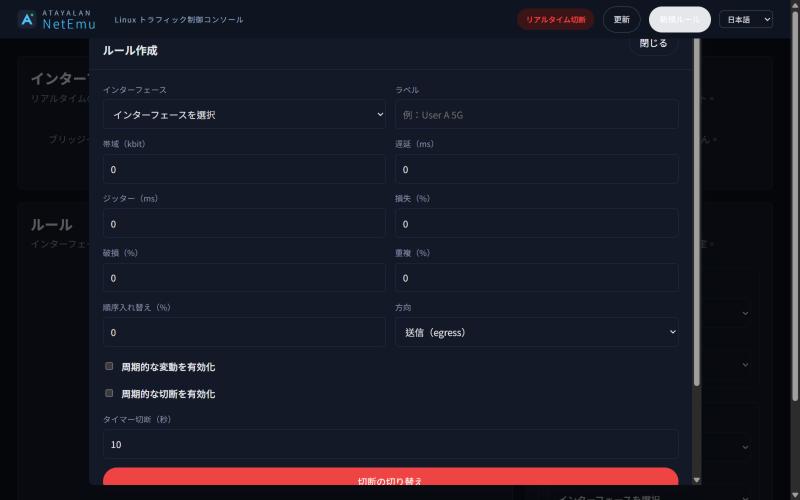 ATAYALAN
NetEmu
Linux トラフィック制御コンソール
リアルタイム切断
更新
新規ルール
日本語
ルール作成
閉じる
インターフェース
ラベル
インターフェースを選択
例：User A 5G
帯域（kbit）
遅延（ms）
0
0
ジッター（ms）
損失（%）
0
0
破損（%）
重複（%）
0
0
順序入れ替え（%）
方向
0
送信（egress）
周期的な変動を有効化
周期的な切断を有効化
タイマー切断（秒）
10
切断の切り替え
インター
リアルタイム
ブリッジ
ん。
ルール
インターフェー
定。
インターフェースを選択